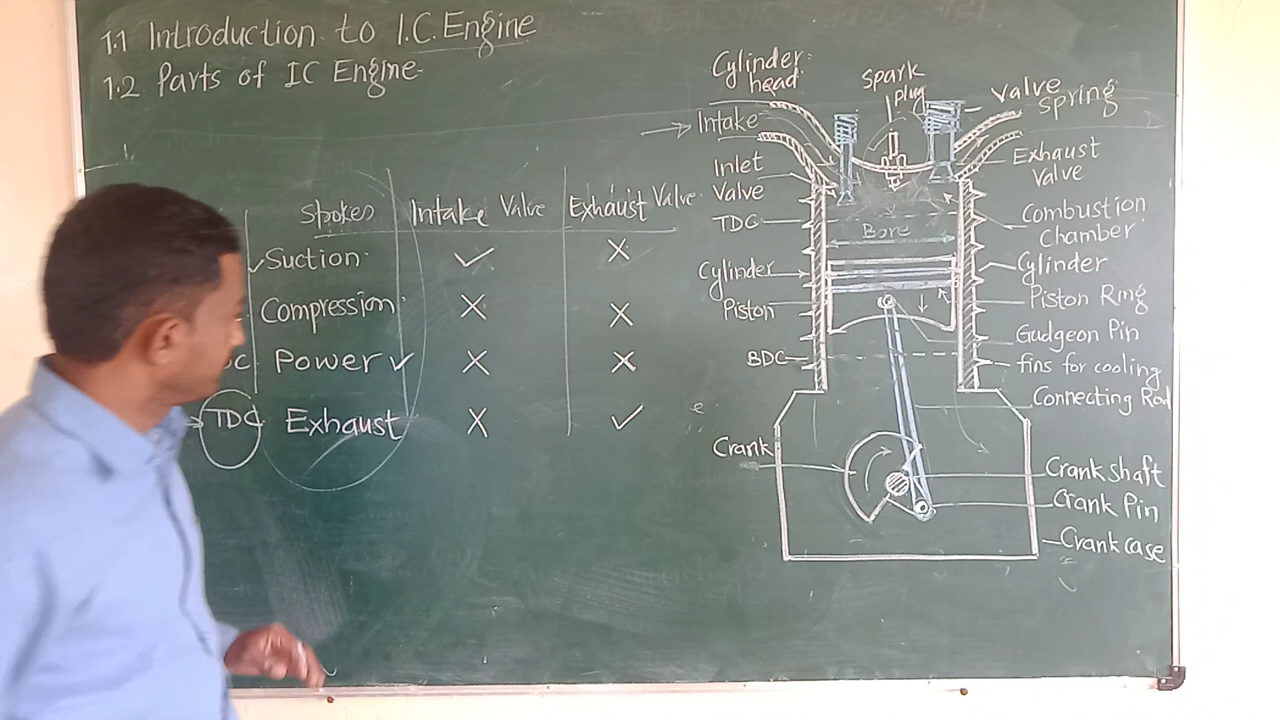 1.1 Introduction to I.C. Engine
1.2 Parts of IC Engine
Strokes Intake Valve Exhaust Valve
Suction ✓ X
Compression X X
Power ✓ X X
TDC Exhaust X ✓
Cylinder head
Intake
Inlet Valve
TDC
Cylinder
Piston
BDC
Crank
Spark plug
Bore
Valve Spring
Exhaust Valve
Combustion Chamber
Cylinder
Piston Ring
Gudgeon Pin
fins for cooling
Connecting Rod
Crank shaft
Crank Pin
Crank case